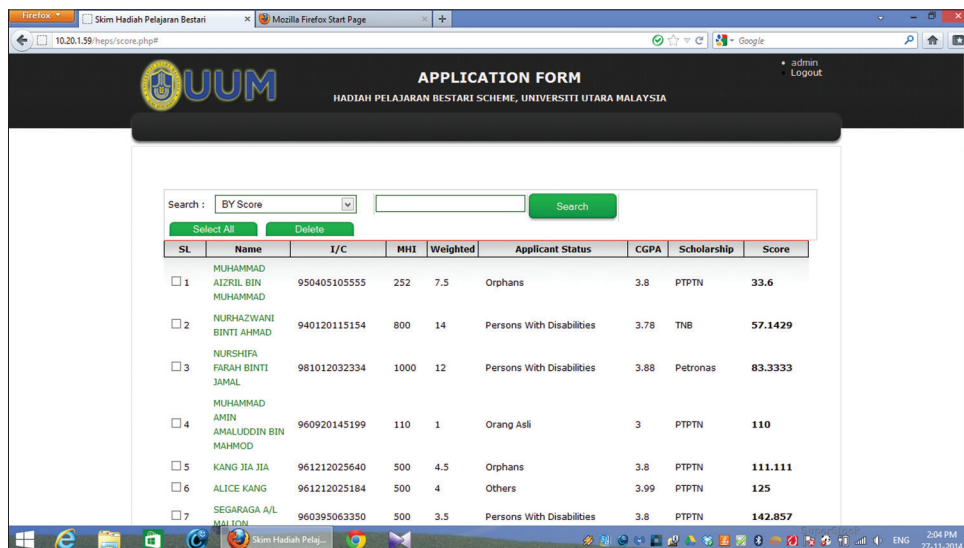 Firefox
Skim Hadiah Pelajaran Bestari
Mozilla Firefox Start Page
10.20.1.59/heps/score.php#
Google
UUM
APPLICATION FORM
HADIAH PELAJARAN BESTARI SCHEME, UNIVERSITI UTARA MALAYSIA
admin
Logout
Search : BY Score Search
Select All Delete
SL Name I/C MHI Weighted Applicant Status CGPA Scholarship Score
MUHAMMAD
1 AIZRIL BIN 950405105555 252 7.5 Orphans 3.8 PTPTN 33.6
MUHAMMAD
NURHAZWANI
2 BINTI AHMAD 940120115154 800 14 Persons With Disabilities 3.78 TNB 57.1429
NURSHIFA
3 FARAH BINTI 981012032334 1000 12 Persons With Disabilities 3.88 Petronas 83.3333
JAMAL
MUHAMMAD
AMIN
4 AMALUDDIN BIN 960920145199 110 1 Orang Asli 3 PTPTN 110
MAHMOD
5 KANG JIA JIA 961212025640 500 4.5 Orphans 3.8 PTPTN 111.111
6 ALICE KANG 961212025184 500 4 Others 3.99 PTPTN 125
SEGARAGA A/L
7 MALION 960395063350 500 3.5 Persons With Disabilities 3.8 PTPTN 142.857
Skim Hadiah Pelaj...
ENG
2:04 PM
27-11-2014